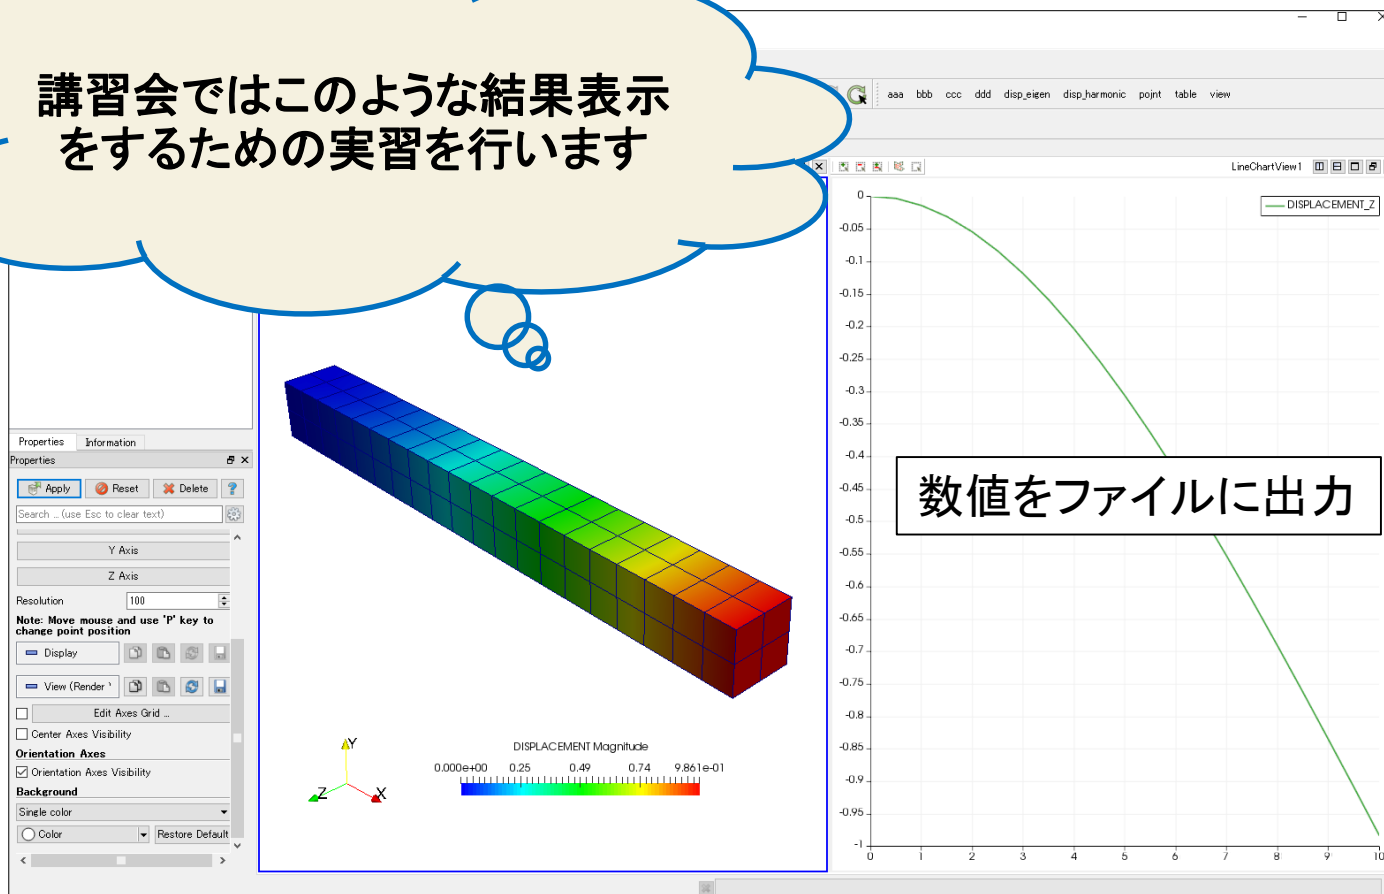 講習会ではこのような結果表示
をするための実習を行います
aaa bbb ccc ddd disp_eigen disp_harmonic point table view
LineChartView1
Properties Information
Properties
Apply Reset Delete ?
Search ... (use Esc to clear text)
Y Axis
Z Axis
Resolution 100
Note: Move mouse and use 'P' key to
change point position
Display
View (Render
Edit Axes Grid ...
Center Axes Visibility
Orientation Axes
Orientation Axes Visibility
Background
Single color
Color Restore Default
Y
Z X
DISPLACEMENT Magnitude
0.000e+00 0.25 0.49 0.74 9.861e-01
DISPLACEMENT_Z
0
-0.05
-0.1
-0.15
-0.2
-0.25
-0.3
-0.35
-0.4
-0.45
-0.5
-0.55
-0.6
-0.65
-0.7
-0.75
-0.8
-0.85
-0.9
-0.95
-1
0 1 2 3 4 5 6 7 8 9 10
数値をファイルに出力